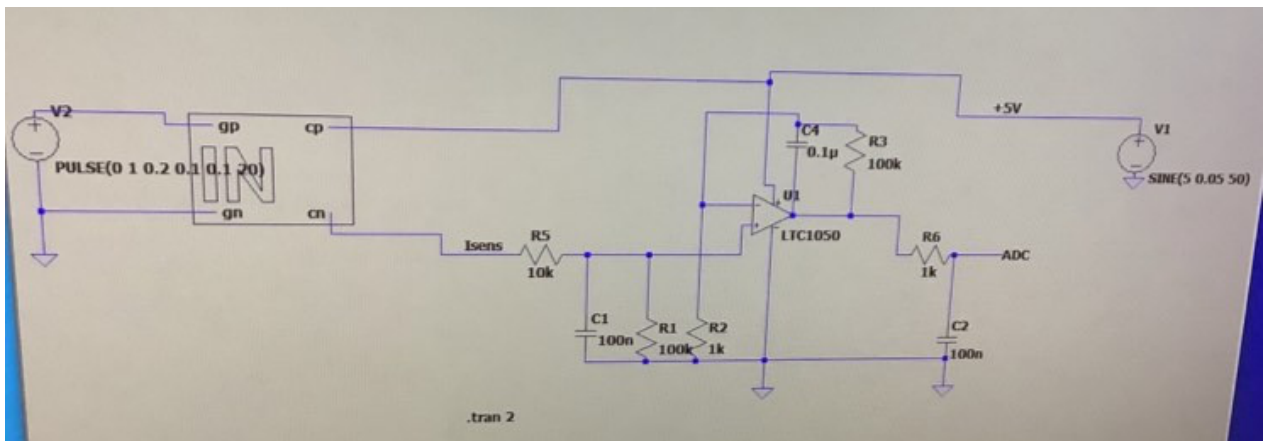 V2
PULSE(0 1 0.2 0.1 0.1 20)
gp
cp
IN
gn
cn
Isens
R5
10k
C1
100n
R1
100k
R2
1k
C4
0.1µ
R3
100k
U1
LTC1050
R6
1k
ADC
C2
100n
+5V
V1
SINE(5 0.05 50)
.tran 2